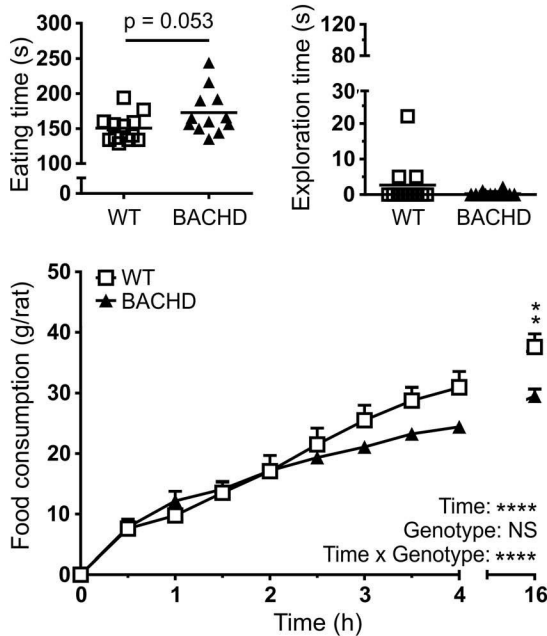 Eating time (s)
300
250
200
150
100
0
p = 0.053
WT
BACHD
Exploration time (s)
120
80
30
20
10
0
WT
BACHD
Food consumption (g/rat)
50
40
30
20
10
0
WT
BACHD
*
*
Time: ****
Genotype: NS
Time x Genotype: ****
0 1 2 3 4 16
Time (h)